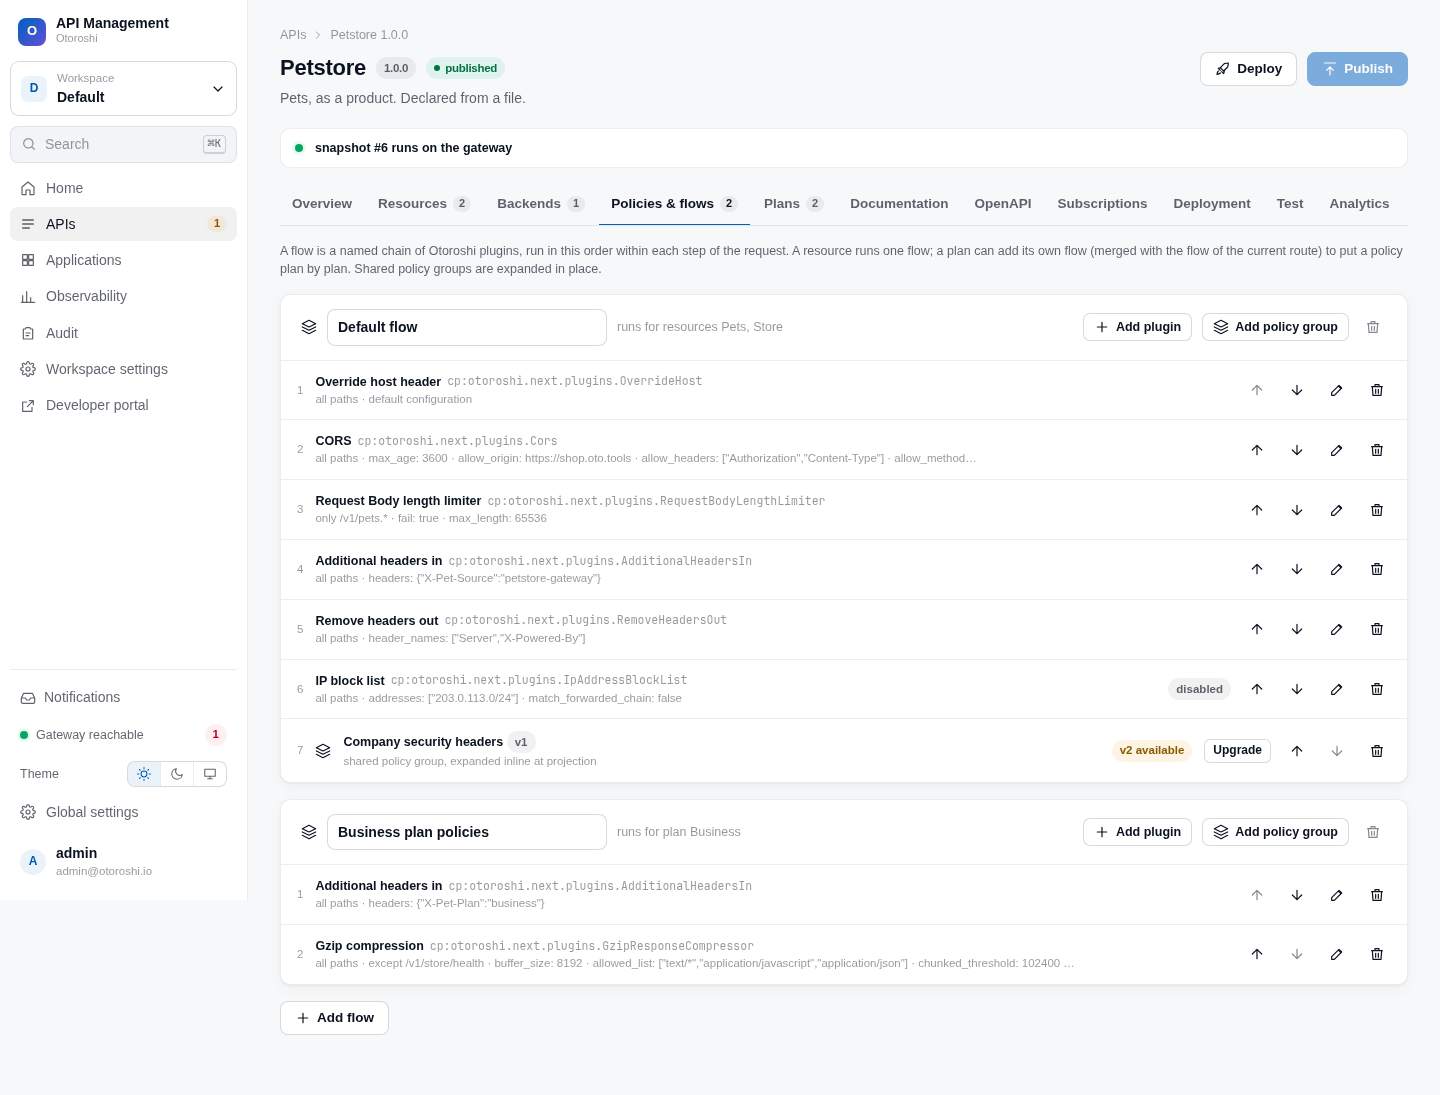 O
API Management
Otoroshi
D
Workspace
Default
Search
⌘K
Home
APIs
1
Applications
Observability
Audit
Workspace settings
Developer portal
Notifications
Gateway reachable
1
Theme
Global settings
A
admin
admin@otoroshi.io
APIs
Petstore 1.0.0
Petstore
1.0.0
published
Deploy
Publish
Pets, as a product. Declared from a file.
snapshot #6 runs on the gateway
Overview
Resources 2
Backends 1
Policies & flows 2
Plans 2
Documentation
OpenAPI
Subscriptions
Deployment
Test
Analytics
A flow is a named chain of Otoroshi plugins, run in this order within each step of the request. A resource runs one flow; a plan can add its own flow (merged with the flow of the current route) to put a policy
plan by plan. Shared policy groups are expanded in place.
Default flow
runs for resources Pets, Store
Add plugin
Add policy group
1
Override host header cp:otoroshi.next.plugins.OverrideHost
all paths · default configuration
2
CORS cp:otoroshi.next.plugins.Cors
all paths · max_age: 3600 · allow_origin: https://shop.oto.tools · allow_headers: ["Authorization","Content-Type"] · allow_method…
3
Request Body length limiter cp:otoroshi.next.plugins.RequestBodyLengthLimiter
only /v1/pets.* · fail: true · max_length: 65536
4
Additional headers in cp:otoroshi.next.plugins.AdditionalHeadersIn
all paths · headers: {"X-Pet-Source":"petstore-gateway"}
5
Remove headers out cp:otoroshi.next.plugins.RemoveHeadersOut
all paths · header_names: ["Server","X-Powered-By"]
6
IP block list cp:otoroshi.next.plugins.IpAddressBlockList
all paths · addresses: ["203.0.113.0/24"] · match_forwarded_chain: false
disabled
7
Company security headers v1
shared policy group, expanded inline at projection
v2 available
Upgrade
Business plan policies
runs for plan Business
Add plugin
Add policy group
1
Additional headers in cp:otoroshi.next.plugins.AdditionalHeadersIn
all paths · headers: {"X-Pet-Plan":"business"}
2
Gzip compression cp:otoroshi.next.plugins.GzipResponseCompressor
all paths · except /v1/store/health · buffer_size: 8192 · allowed_list: ["text/*","application/javascript","application/json"] · chunked_threshold: 102400 …
Add flow